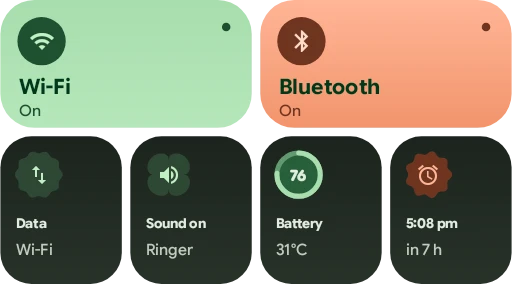 Wi-Fi
On
Bluetooth
On
Data
Wi-Fi
Sound on
Ringer
76
Battery
31°C
5:08 pm
in 7 h